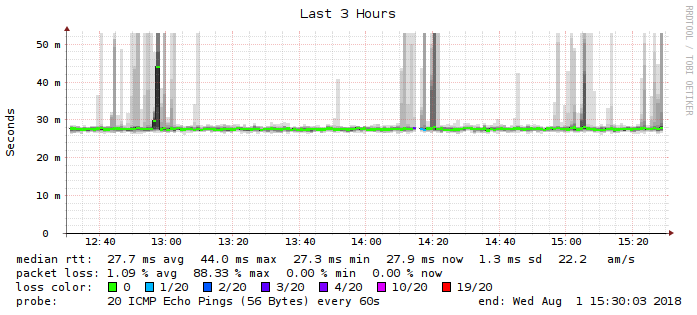 Last 3 Hours
RRDTOOL / TOBI OETIKER
Seconds
50 m
40 m
30 m
20 m
10 m
0
12:40 13:00 13:20 13:40 14:00 14:20 14:40 15:00 15:20
median rtt: 27.7 ms avg 44.0 ms max 27.3 ms min 27.9 ms now 1.3 ms sd 22.2 am/s
packet loss: 1.09 % avg 88.33 % max 0.00 % min 0.00 % now
loss color: 0 1/20 2/20 3/20 4/20 10/20 19/20
probe: 20 ICMP Echo Pings (56 Bytes) every 60s end: Wed Aug 1 15:30:03 2018